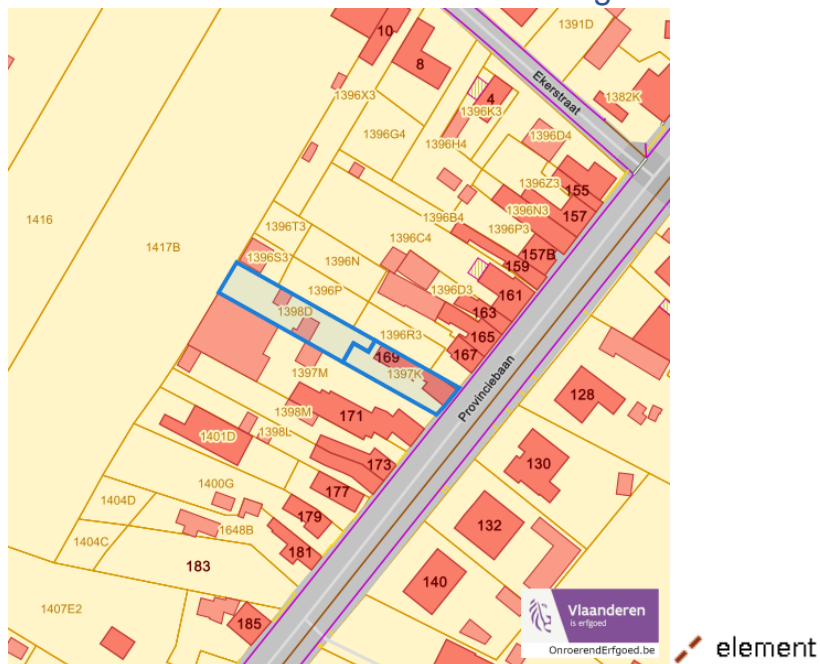 1391D
10
8
Ekerstraat
1382K
1396X3
4
1396K3
1396G4
1396H4
1396D4
1396Z3
155
1416
1396B4
1396N3
157
1396T3
1396P3
1417B
1396C4
1396S3
1396N
157B
159
1396P
1396D3
161
1398D
163
1396R3
165
169
167
1397M
1397K
Provinciebaan
128
1398M
171
1401D
1398L
173
130
1400G
177
1404D
179
132
1648B
1404C
181
183
140
1407E2
185
Vlaanderen
is erfgoed
OnroerendErfgoed.be
element